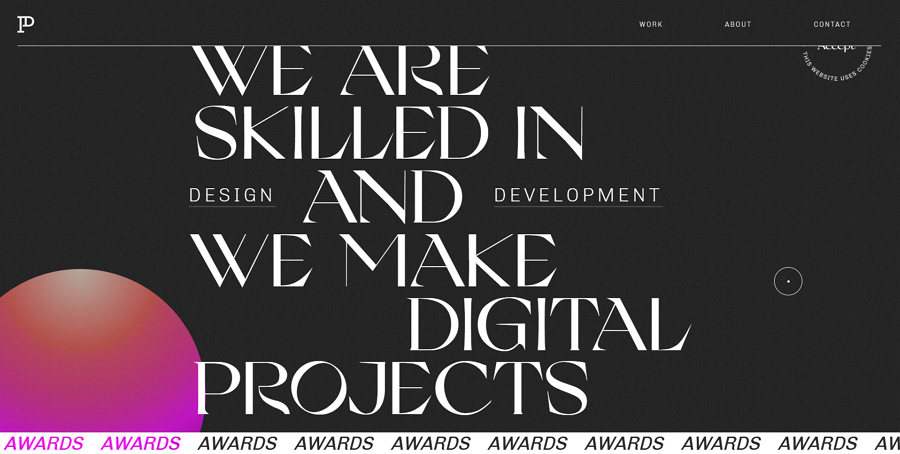 WORK ABOUT CONTACT
Accept
THIS WEBSITE USES COOKIES
WE ARE
SKILLED IN
DESIGN AND DEVELOPMENT
WE MAKE
DIGITAL
PROJECTS
AWARDS AWARDS AWARDS AWARDS AWARDS AWARDS AWARDS AWARDS AWARDS AW